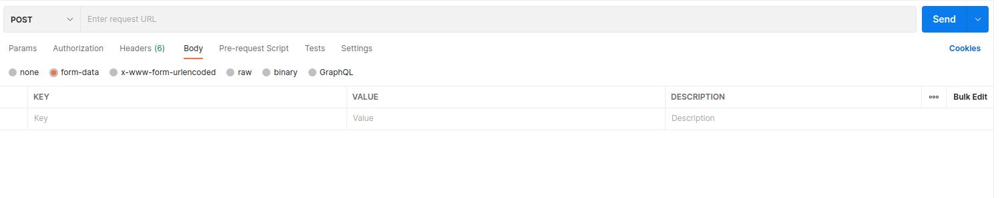 POST Enter request URL Send
Params Authorization Headers (6) Body Pre-request Script Tests Settings Cookies
none form-data x-www-form-urlencoded raw binary GraphQL
KEY VALUE DESCRIPTION ooo Bulk Edit
Key Value Description